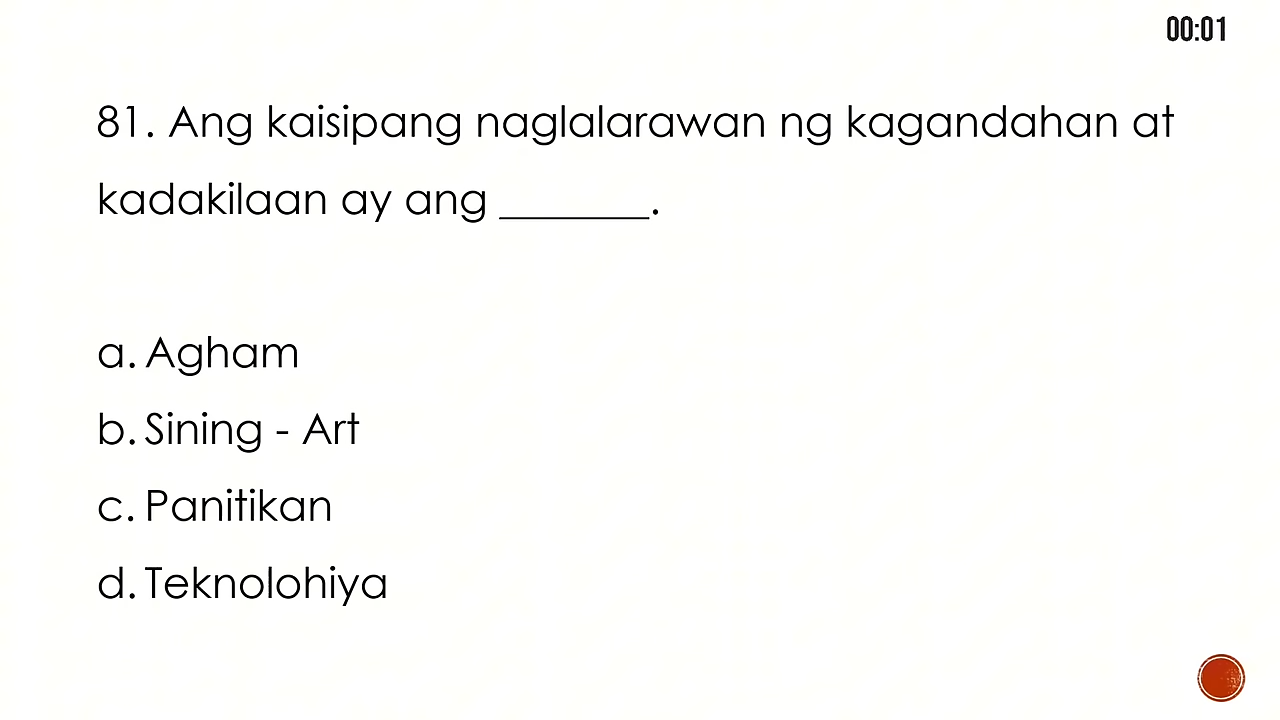 00:01
81. Ang kaisipang naglalarawan ng kagandahan at
kadakilaan ay ang _______.
a. Agham
b. Sining - Art
c. Panitikan
d. Teknolohiya